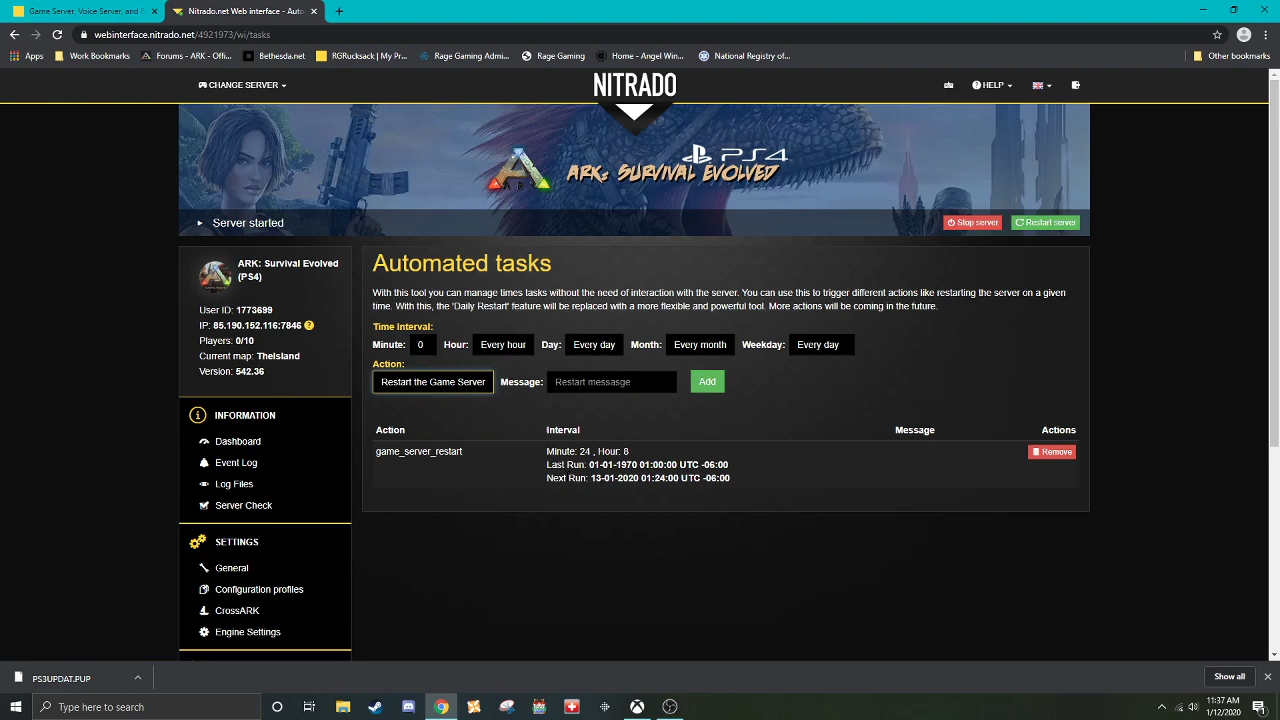 Game Server, Voice Server, and
Nitrado.net Web interface - Auto
webinterface.nitrado.net/4921973/wi/tasks
Apps
Work Bookmarks
Forums - ARK - Offi...
Bethesda.net
RGRucksack | My Pr...
Rage Gaming Admi...
Rage Gaming
Home - Angel Win...
National Registry of...
Other bookmarks
CHANGE SERVER
NITRADO
HELP
PS4
ARK: SURVIVAL EVOLVED
Server started
Stop server
Restart server
ARK: Survival Evolved
(PS4)
User ID: 1773699
IP: 85.190.152.116:7846
Players: 0/10
Current map: TheIsland
Version: 542.36
INFORMATION
Dashboard
Event Log
Log Files
Server Check
SETTINGS
General
Configuration profiles
CrossARK
Engine Settings
Automated tasks
With this tool you can manage times tasks without the need of interaction with the server. You can use this to trigger different actions like restarting the server on a given
time. With this, the 'Daily Restart' feature will be replaced with a more flexible and powerful tool. More actions will be coming in the future.
Time Interval:
Minute: 0 Hour: Every hour Day: Every day Month: Every month Weekday: Every day
Action:
Restart the Game Server Message: Restart messsage Add
Action Interval Message Actions
game_server_restart Minute: 24 , Hour: 8 Remove
Last Run: 01-01-1970 01:00:00 UTC -06:00
Next Run: 13-01-2020 01:24:00 UTC -06:00
PS3UPDAT.PUP
Show all
Type here to search
11:37 AM
1/12/2020